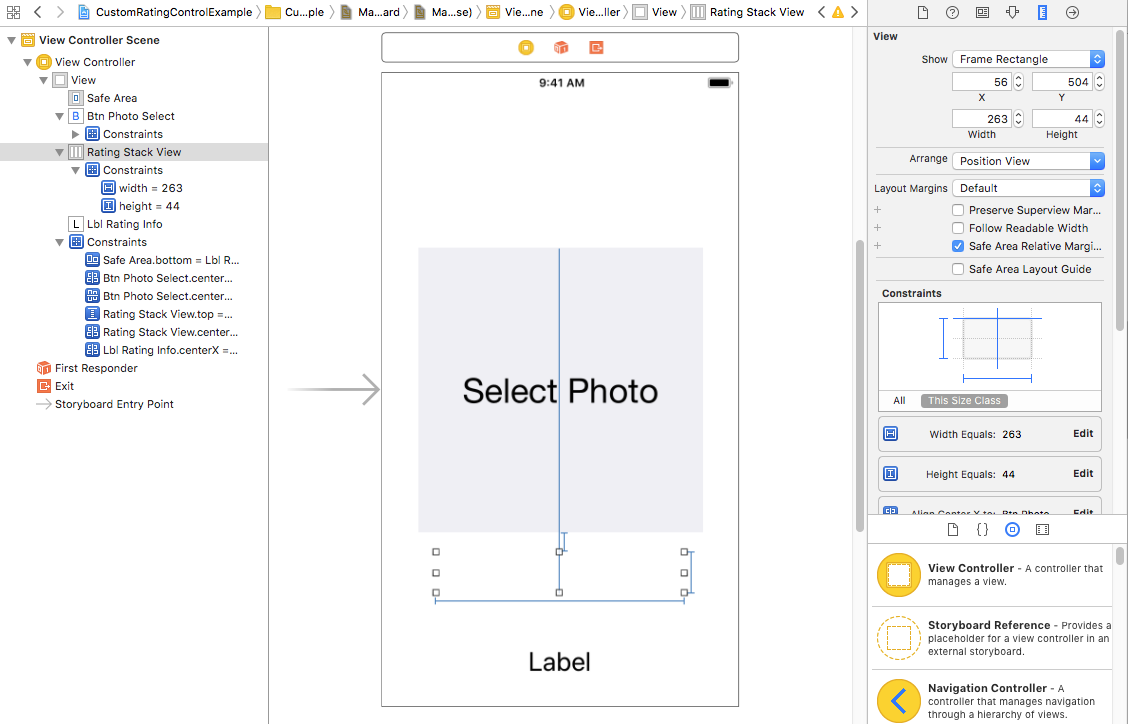 CustomRatingControlExample
Cu...ple
Ma...ard
Ma...se)
Vie...ne
Vie...ller
View
Rating Stack View
View Controller Scene
View Controller
View
Safe Area
B
Btn Photo Select
Constraints
Rating Stack View
Constraints
width = 263
height = 44
L
Lbl Rating Info
Constraints
Safe Area.bottom = Lbl R...
Btn Photo Select.center...
Btn Photo Select.center...
Rating Stack View.top =...
Rating Stack View.center...
Lbl Rating Info.centerX =...
First Responder
Exit
Storyboard Entry Point
9:41 AM
Select Photo
Label
View
Show
Frame Rectangle
56
504
X
Y
263
44
Width
Height
Arrange
Position View
Layout Margins
Default
Preserve Superview Mar...
Follow Readable Width
Safe Area Relative Margi...
Safe Area Layout Guide
Constraints
All
This Size Class
Width Equals: 263
Edit
Height Equals: 44
Edit
Align Center X to: Btn Photo
Edit
{}
View Controller - A controller that
manages a view.
Storyboard Reference - Provides a
placeholder for a view controller in an
external storyboard.
Navigation Controller - A
controller that manages navigation
through a hierarchy of views.